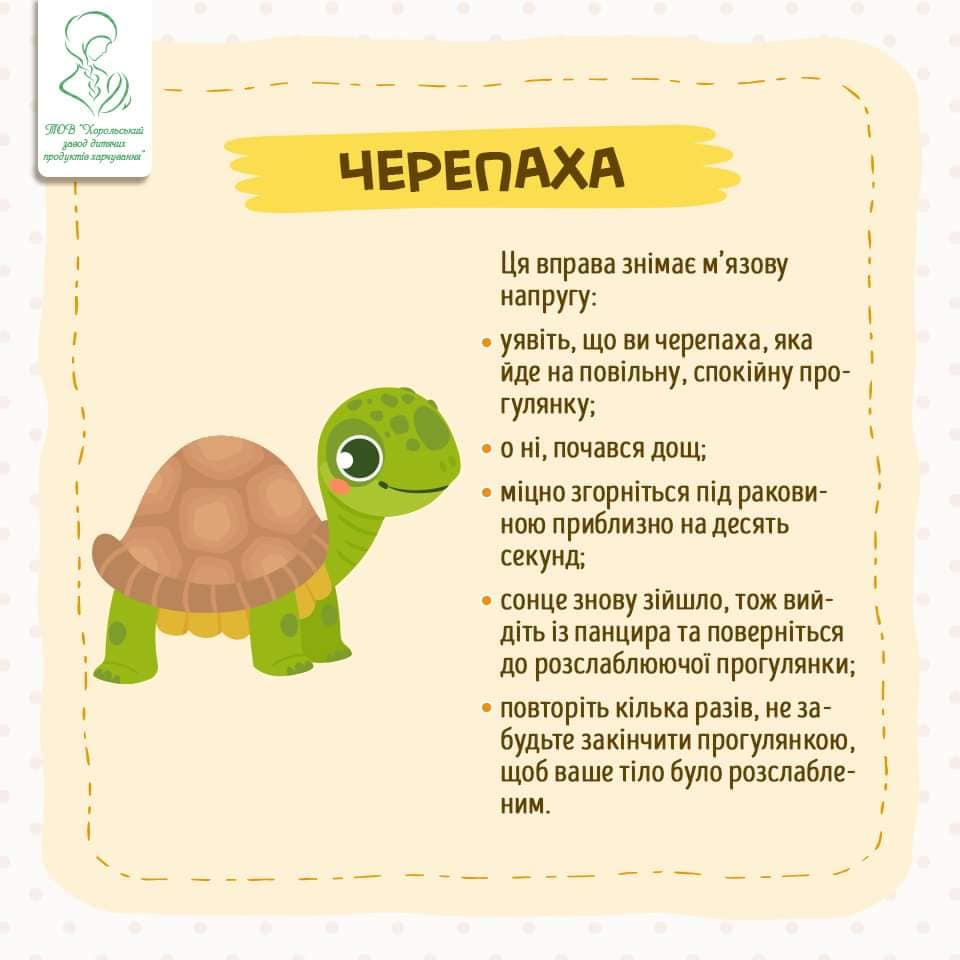 ТОВ "Хорольський
завод дитячих
продуктів харчування"
ЧЕРЕПАХА
Ця вправа знімає м’язову
напругу:
• уявіть, що ви черепаха, яка
йде на повільну, спокійну про-
гулянку;
• о ні, почався дощ;
• міцно згорніться під ракови-
ною приблизно на десять
секунд;
• сонце знову зійшло, тож вий-
діть із панцира та поверніться
до розслаблюючої прогулянки;
• повторіть кілька разів, не за-
будьте закінчити прогулянкою,
щоб ваше тіло було розслабле-
ним.